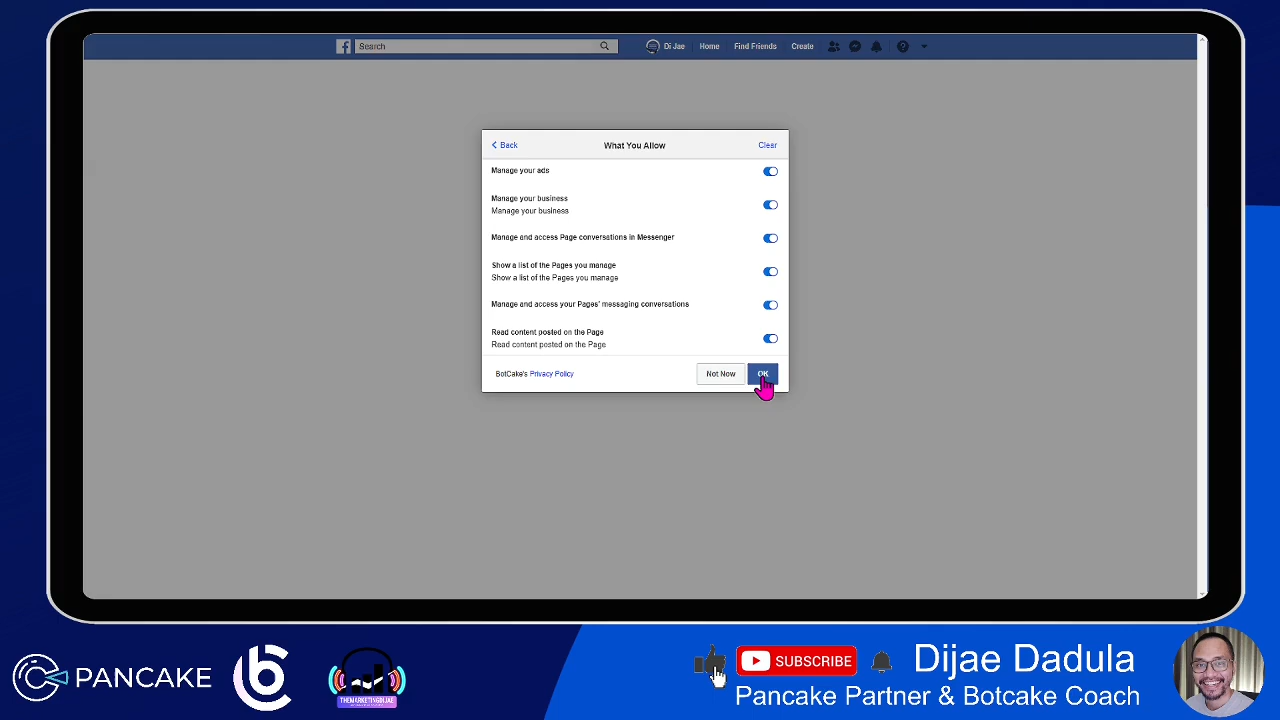 Search
Di Jae
Home
Find Friends
Create
Back
What You Allow
Clear
Manage your ads
Manage your business
Manage your business
Manage and access Page conversations in Messenger
Show a list of the Pages you manage
Show a list of the Pages you manage
Manage and access your Pages' messaging conversations
Read content posted on the Page
Read content posted on the Page
BotCake's Privacy Policy
Not Now
OK
PANCAKE
THEMARKETINGDIJAE
SUBSCRIBE
Dijae Dadula
Pancake Partner & Botcake Coach